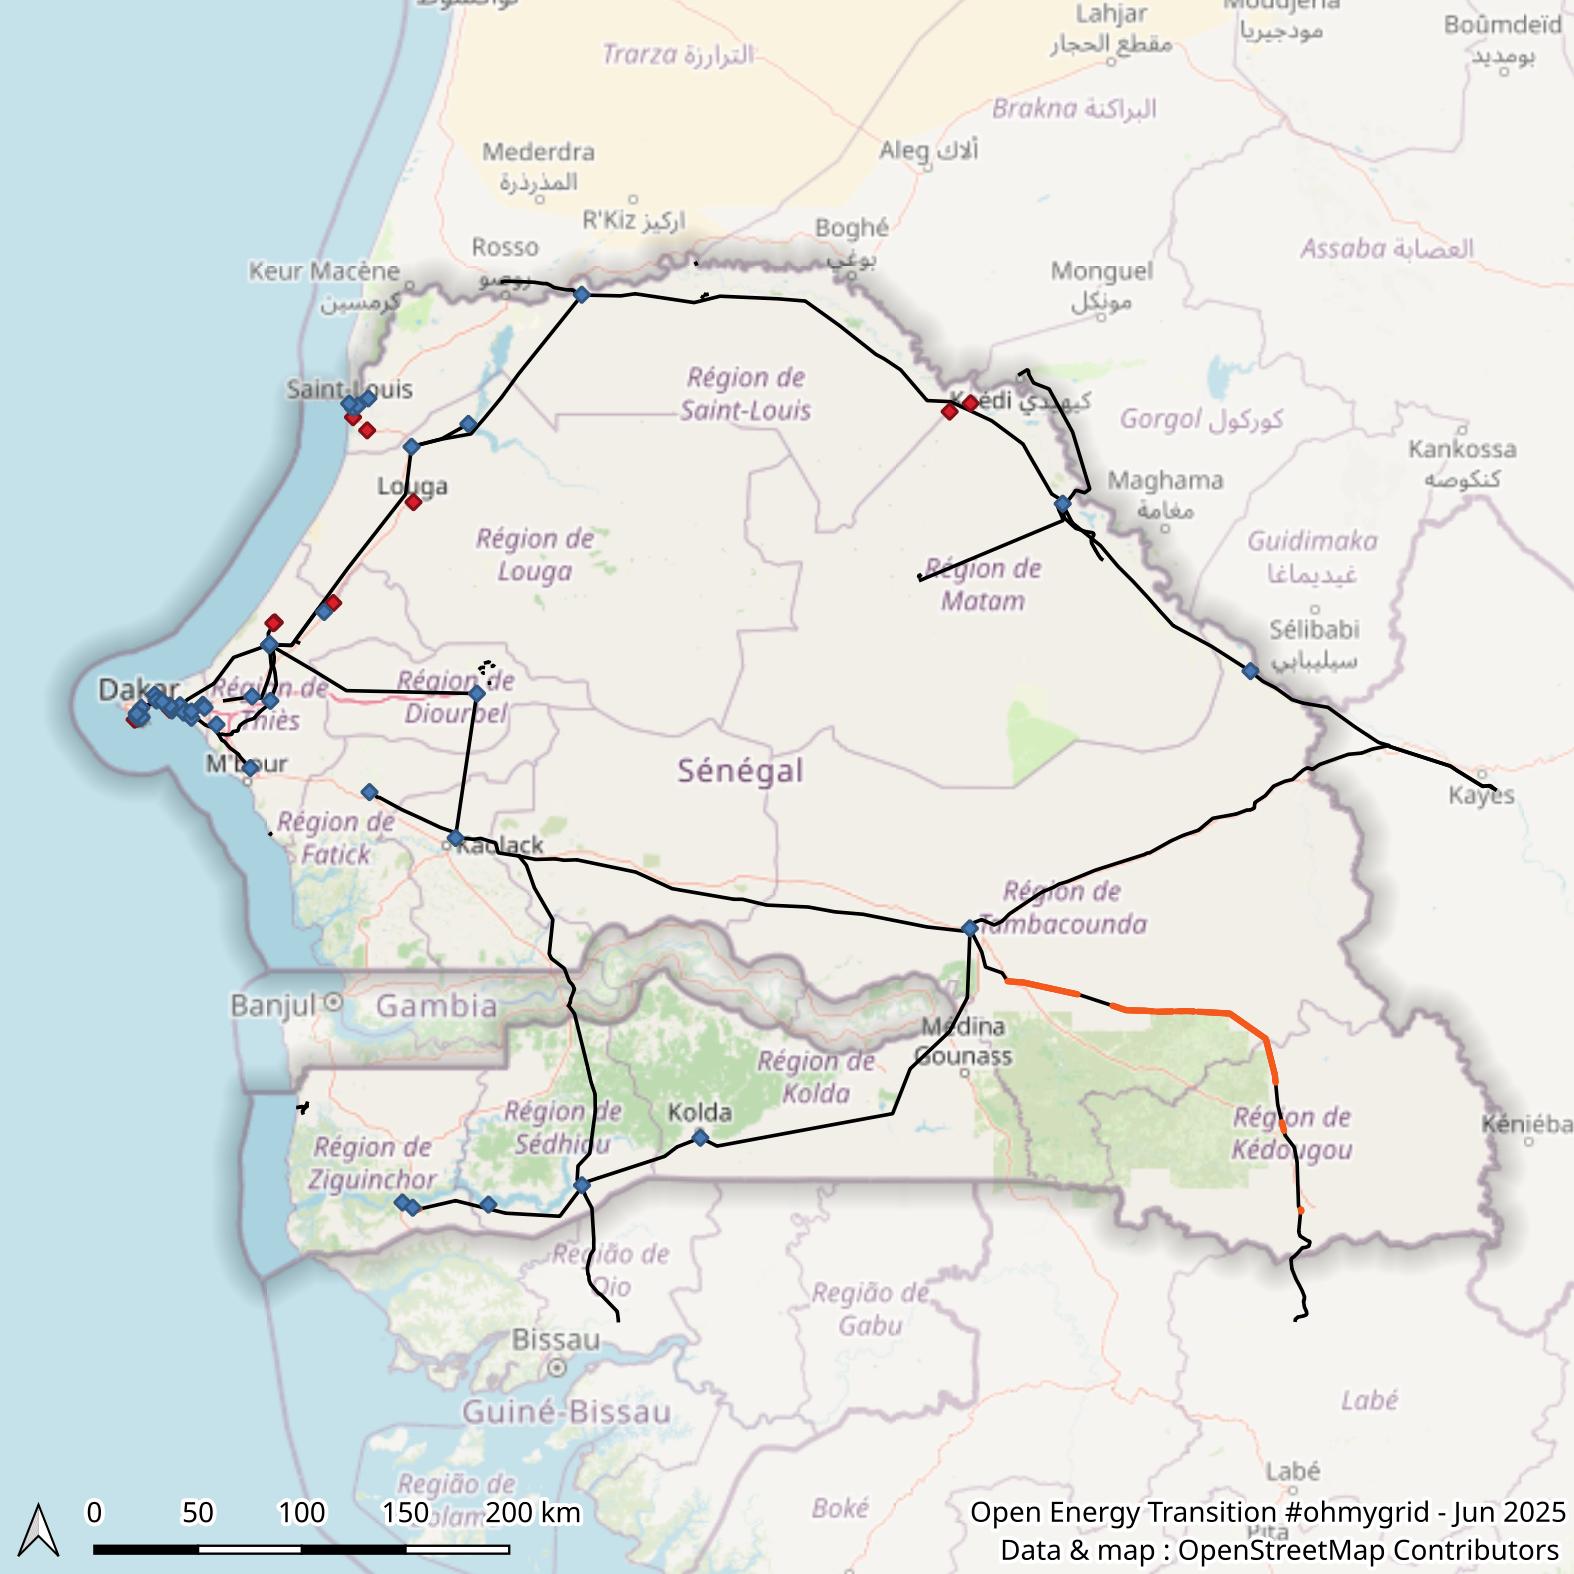 Lahjar
مقطع الحجار
Boûmdeïd
بومديد
Trarza الترارزة
Brakna البراكنة
Aleg ألاك
Mederdra
المذرذرة
R'Kiz اركيز
Boghé
بوغي
Rosso
روصو
Assaba العصابة
Keur Macène
كرمسين
Monguel
مونكل
Saint-Louis
Région de
Saint-Louis
Kaédi كيهيدي
Gorgol كوركول
Kankossa
كنكوصه
Louga
Maghama
مغامة
Région de
Louga
Région de
Matam
Guidimaka
غيديماغا
Sélibabi
سيليبابي
Dakar
Région de
Thiès
Région de
Diourbel
M'Bour
Sénégal
Kayes
Région de
Fatick
Kaolack
Région de
Tambacounda
Banjul
Gambia
Médina
Gounass
Région de
Kolda
Kolda
Région de
Sédhiou
Région de
Kédougou
Kéniéba
Région de
Ziguinchor
Região de
Oio
Região de
Gabu
Bissau
Guiné-Bissau
Labé
Região de
Labé
Boké
0 50 100 150 200 km
Open Energy Transition #ohmygrid - Jun 2025
Pita
Data & map : OpenStreetMap Contributors